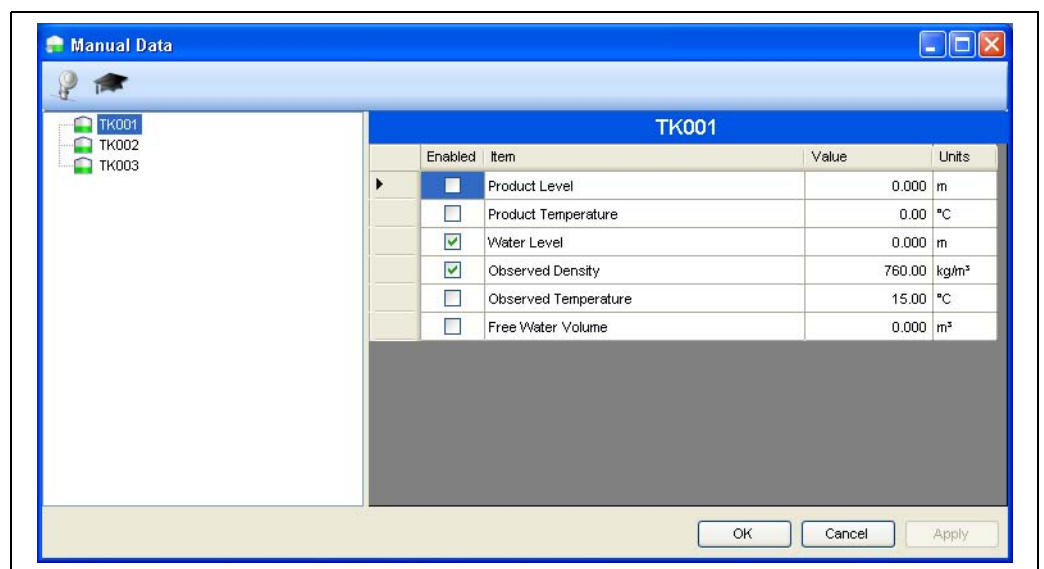 Manual Data
TK001
TK002
TK003
TK001
Enabled Item Value Units
Product Level 0.000 m
Product Temperature 0.00 °C
Water Level 0.000 m
Observed Density 760.00 kg/m³
Observed Temperature 15.00 °C
Free Water Volume 0.000 m³
OK Cancel Apply